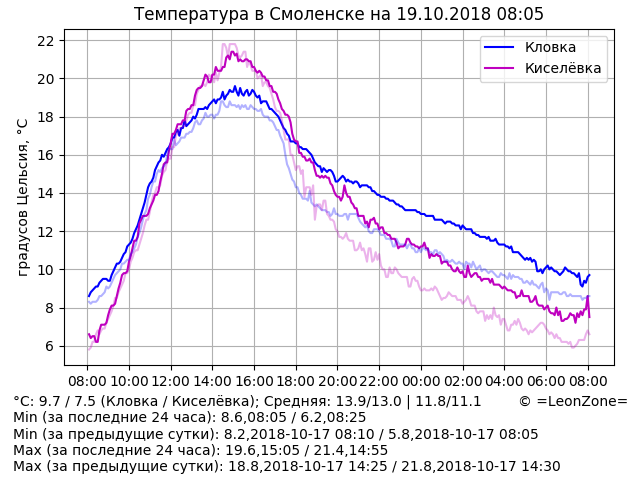 Температура в Смоленске на 19.10.2018 08:05
Кловка
Киселёвка
градусов Цельсия, °C
22
20
18
16
14
12
10
8
6
08:00 10:00 12:00 14:00 16:00 18:00 20:00 22:00 00:00 02:00 04:00 06:00 08:00
°C: 9.7 / 7.5 (Кловка / Киселёвка); Средняя: 13.9/13.0 | 11.8/11.1 © =LeonZone=
Min (за последние 24 часа): 8.6,08:05 / 6.2,08:25
Min (за предыдущие сутки): 8.2,2018-10-17 08:10 / 5.8,2018-10-17 08:05
Max (за последние 24 часа): 19.6,15:05 / 21.4,14:55
Max (за предыдущие сутки): 18.8,2018-10-17 14:25 / 21.8,2018-10-17 14:30